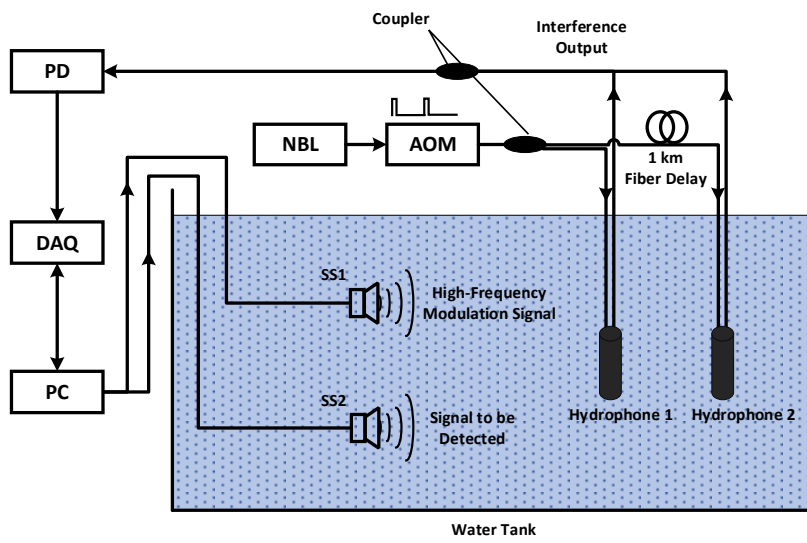 Coupler
Interference
Output
PD
NBL
AOM
1 km
Fiber Delay
DAQ
SS1
High-Frequency
Modulation Signal
PC
SS2
Signal to be
Detected
Hydrophone 1
Hydrophone 2
Water Tank